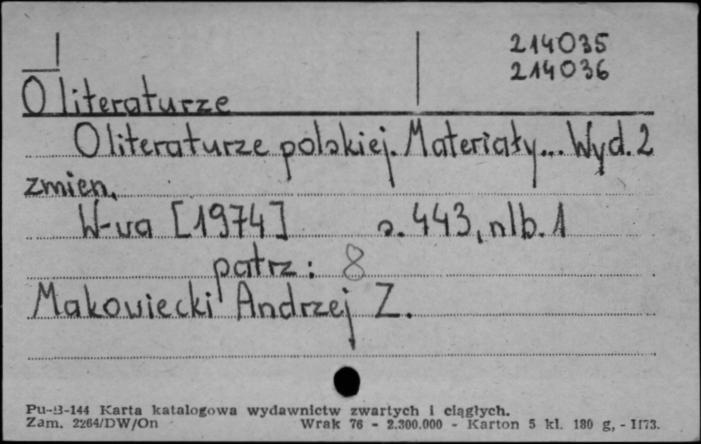 214035
214036
O literaturze
O literaturze polskiej. Materiały... Wyd. 2
zmien.
W-wa [1974] s. 443, nlb. 1
patrz: 8
Makowiecki Andrzej Z.
Pu-B-144 Karta katalogowa wydawnictw zwartych i ciągłych.
Zam. 2264/DW/On Wrak 76 - 2.300.000 - Karton 5 kl. 180 g, - II73.